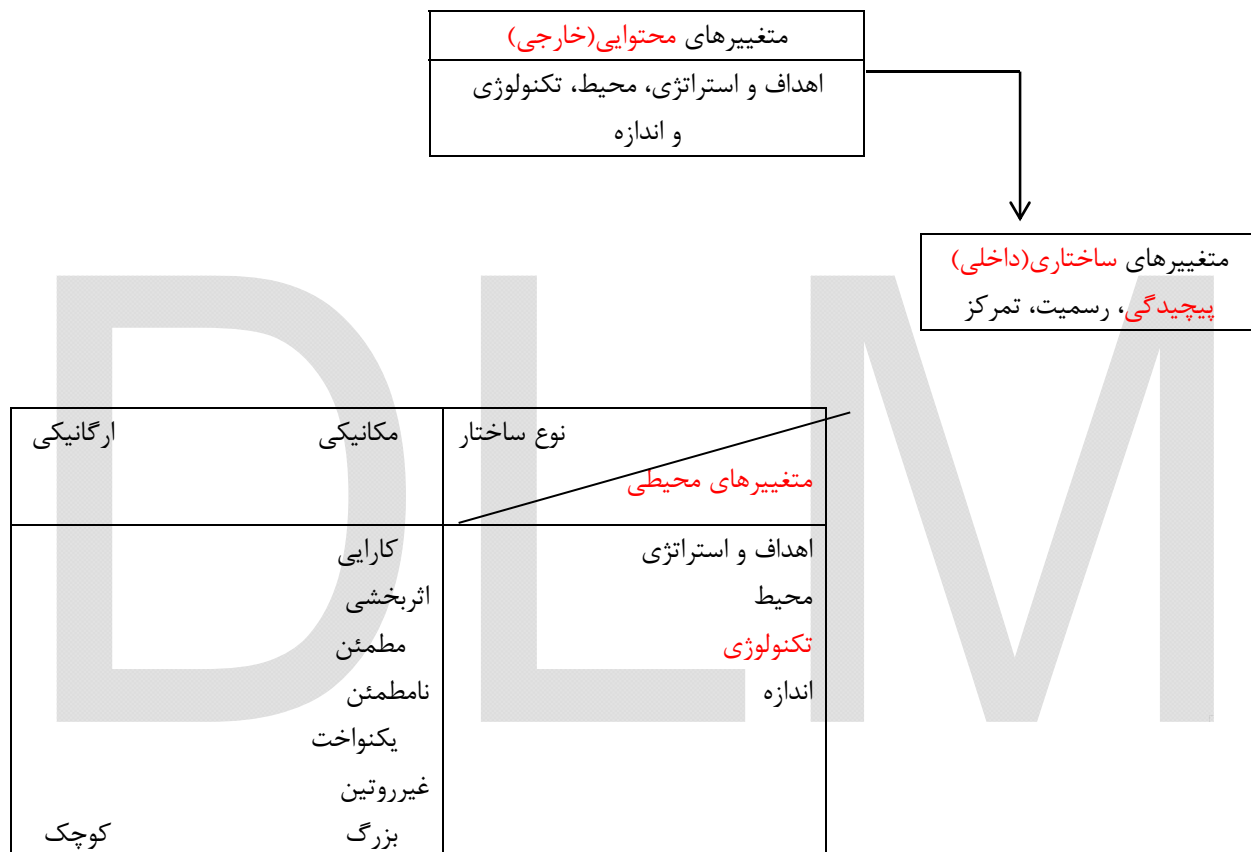 متغییرهای محتوایی(خارجی)
اهداف و استراتژی، محیط، تکنولوژی
و اندازه
متغییرهای ساختاری(داخلی)
پیچیدگی، رسمیت، تمرکز
DLM
نوع ساختار مکانیکی ارگانیکی
متغییرهای محیطی
اهداف و استراتژی کارایی
محیط اثربخشی
تکنولوژی مطمئن
اندازه نامطمئن
یکنواخت
غیرروتین
بزرگ کوچک